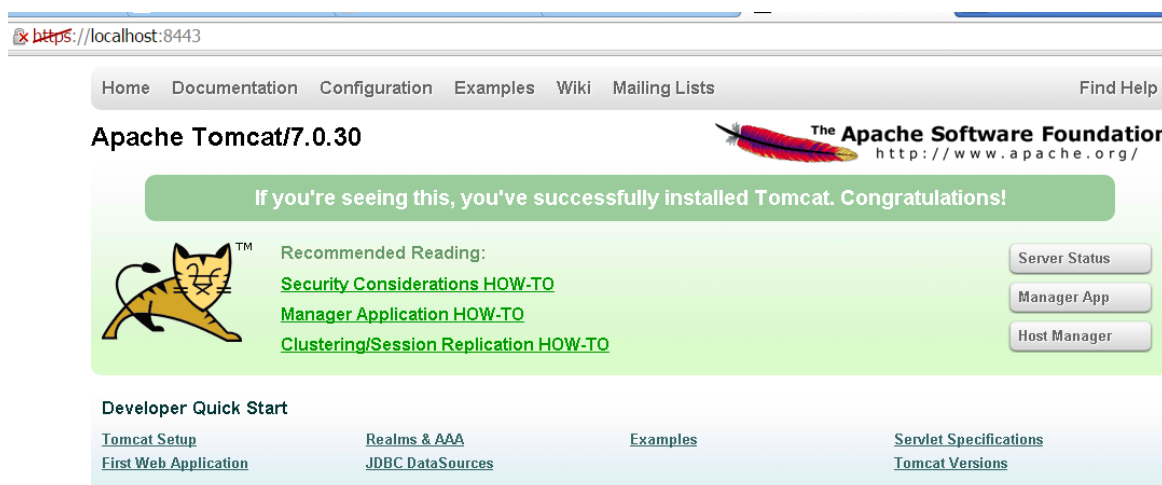 https://localhost:8443
Home Documentation Configuration Examples Wiki Mailing Lists Find Help
Apache Tomcat/7.0.30
The Apache Software Foundation
http://www.apache.org/
If you're seeing this, you've successfully installed Tomcat. Congratulations!
TM
Recommended Reading:
Security Considerations HOW-TO
Manager Application HOW-TO
Clustering/Session Replication HOW-TO
Server Status
Manager App
Host Manager
Developer Quick Start
Tomcat Setup
First Web Application
Realms & AAA
JDBC DataSources
Examples
Servlet Specifications
Tomcat Versions